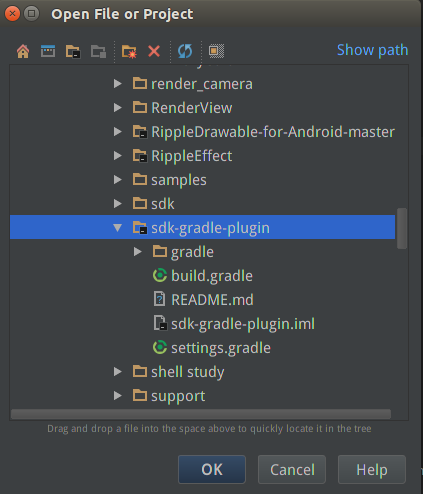 Open File or Project
Show path
render_camera
RenderView
RippleDrawable-for-Android-master
RippleEffect
samples
sdk
sdk-gradle-plugin
gradle
build.gradle
README.md
sdk-gradle-plugin.iml
settings.gradle
shell study
support
Drag and drop a file into the space above to quickly locate it in the tree
OK
Cancel
Help